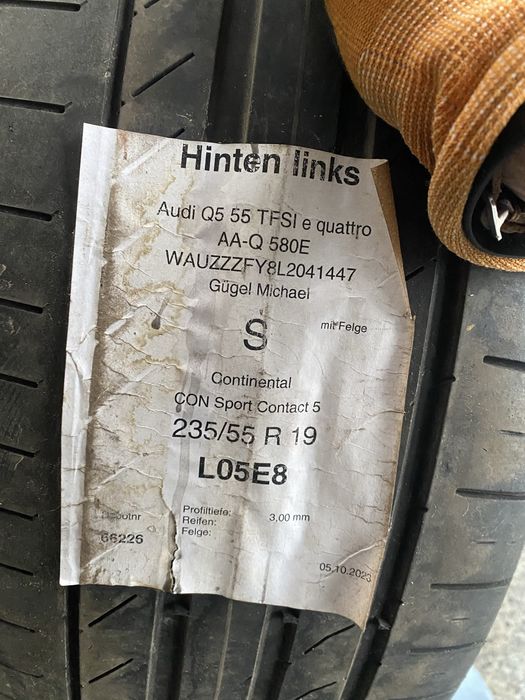 Hinten links
Audi Q5 55 TFSI e quattro
AA-Q 580E
WAUZZZFY8L2041447
Gügel Michael
S
mit Felge
Continental
CON Sport Contact 5
235/55 R 19
L05E8
Profiltiefe: 3,00 mm
Reifen:
Felge:
66226
05.10.2023